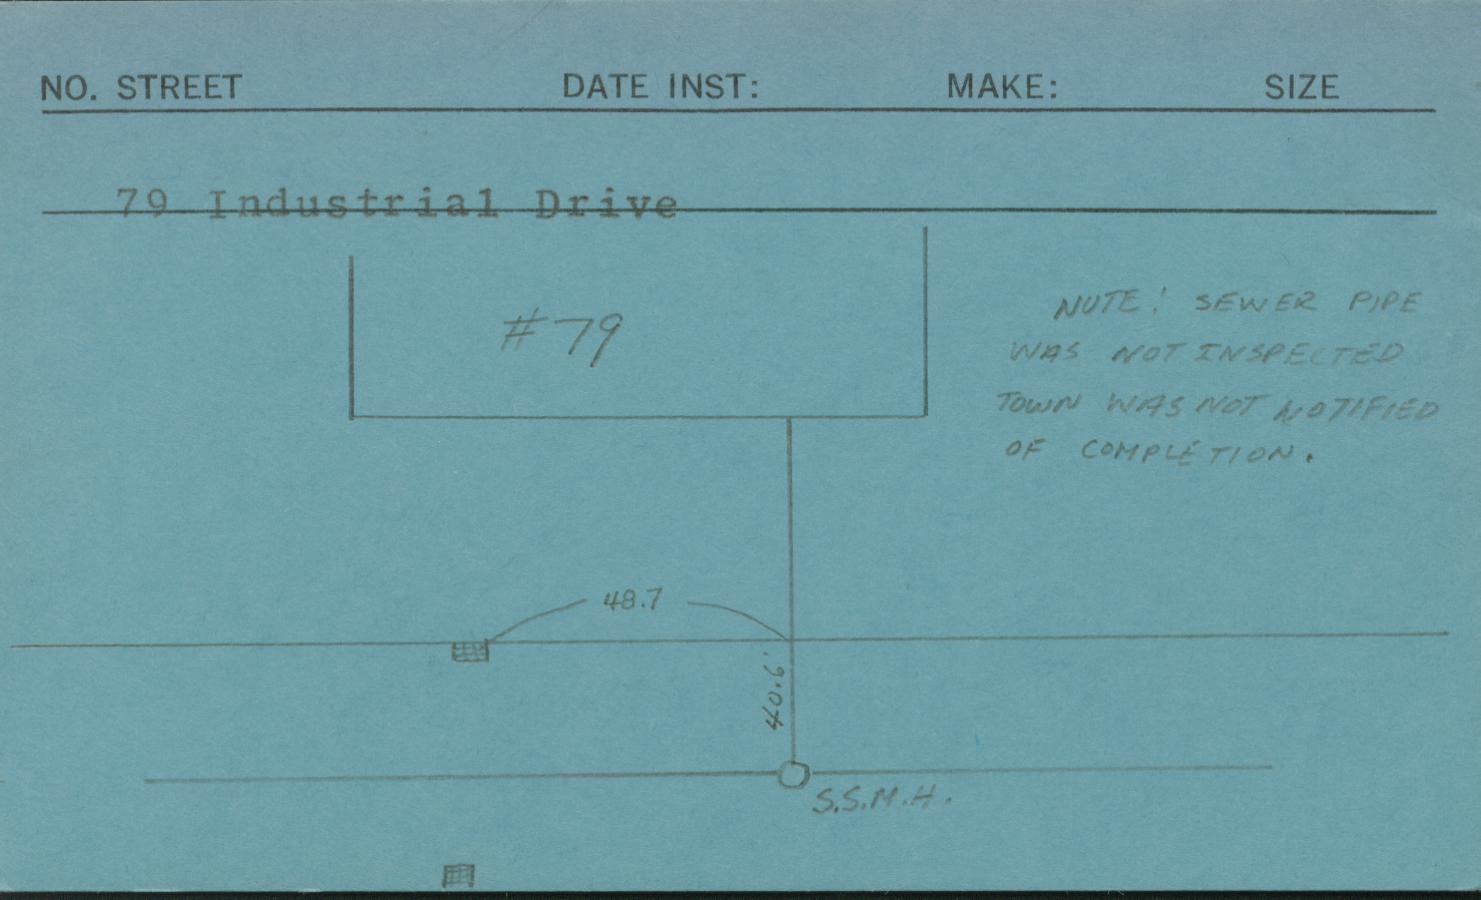 NO. STREET DATE INST: MAKE: SIZE
79 Industrial Drive
#79
NOTE! SEWER PIPE
WAS NOT INSPECTED
TOWN WAS NOT NOTIFIED
OF COMPLETION.
48.7
40.6'
S.S.M.H.